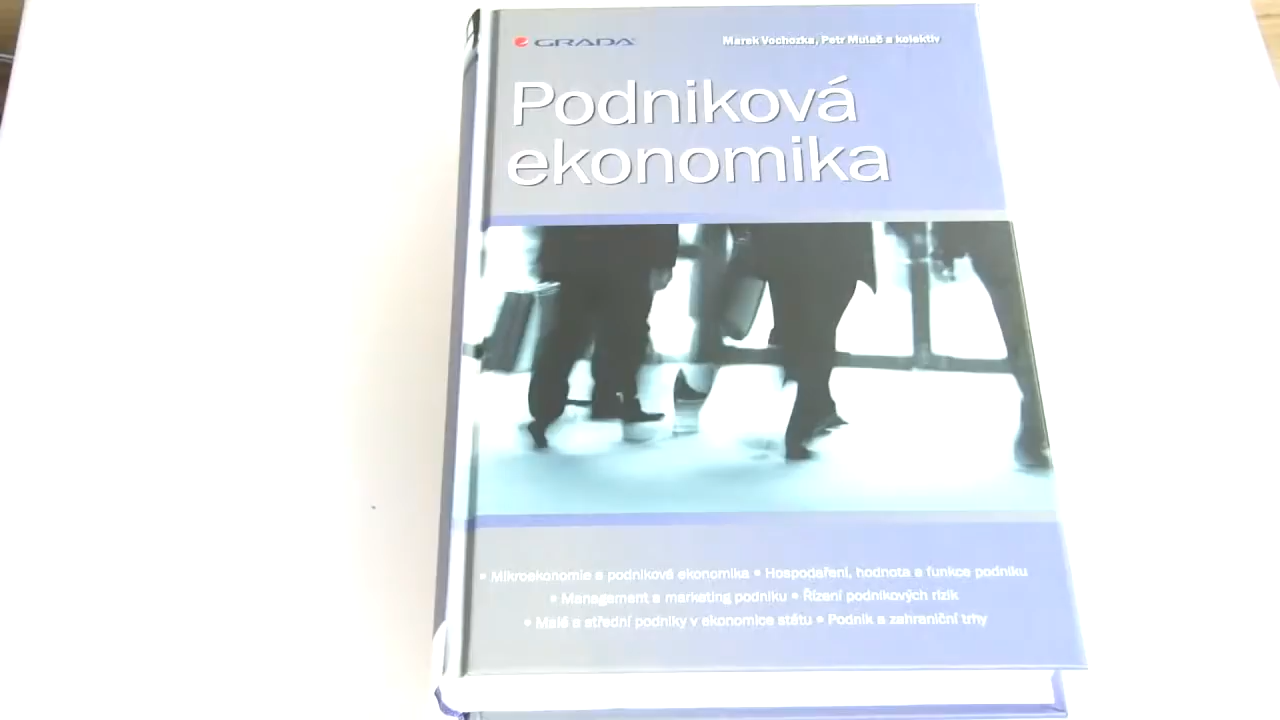 GRADA
Marek Vochozka, Petr Mulač a kolektiv
Podniková
ekonomika
• Mikroekonomie a podniková ekonomika • Hospodaření, hodnota a funkce podniku
• Management a marketing podniku • Řízení podnikových rizik
• Malé a střední podniky v ekonomice státu • Podnik a zahraniční trhy